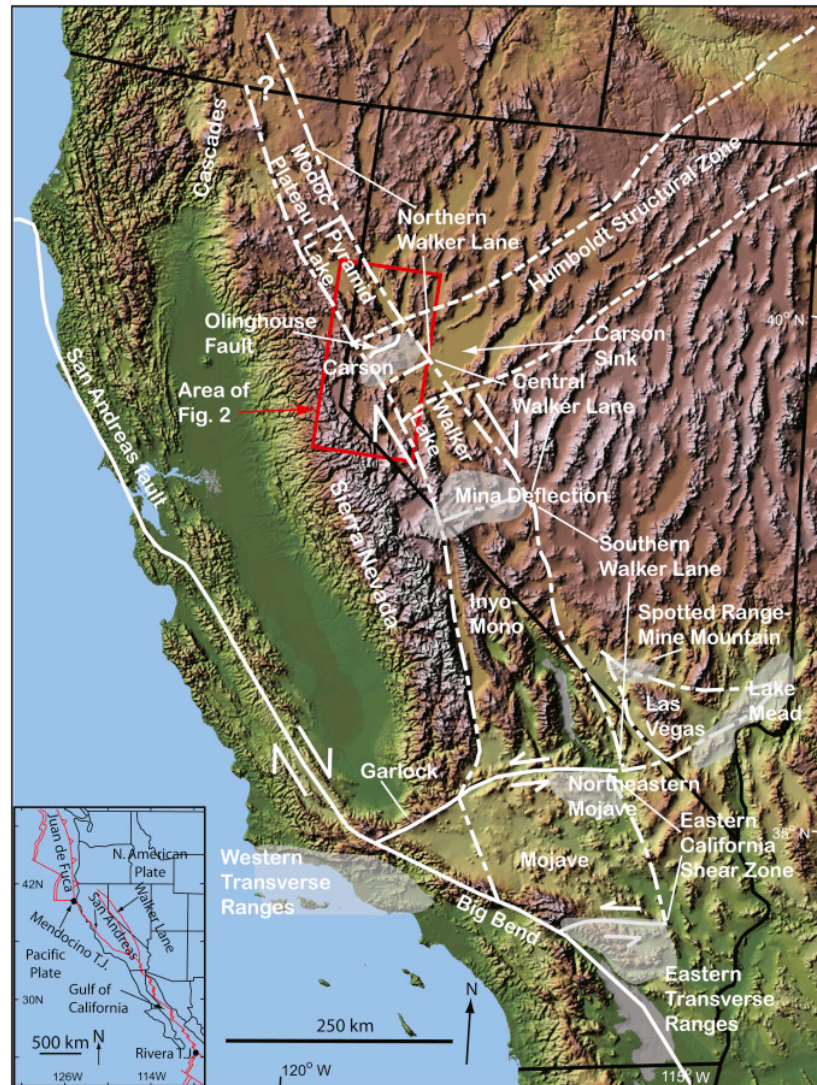 ?
Cascades
Modoc
Plateau
Pyramid
Lake
Northern
Walker Lane
Humboldt Structural Zone
40° N
Olinghouse
Fault
Carson
Carson
Sink
Central
Walker Lane
Area of
Fig. 2
Walker
Lake
San Andreas fault
Sierra Nevada
Mina Deflection
Southern
Walker Lane
Inyo-
Mono
Spotted Range-
Mine Mountain
Las
Vegas
Lake
Mead
Garlock
Northeastern
Mojave
35° N
Eastern
California
Shear Zone
Mojave
Western
Transverse
Ranges
Big Bend
Eastern
Transverse
Ranges
N
250 km
120° W
115° W
Juan de Fuca
N. American
Plate
42N
Walker Lane
San Andreas
Mendocino T.J.
Pacific
Plate
30N
Gulf of
California
500 km
N
Rivera T.J.
126W
114W